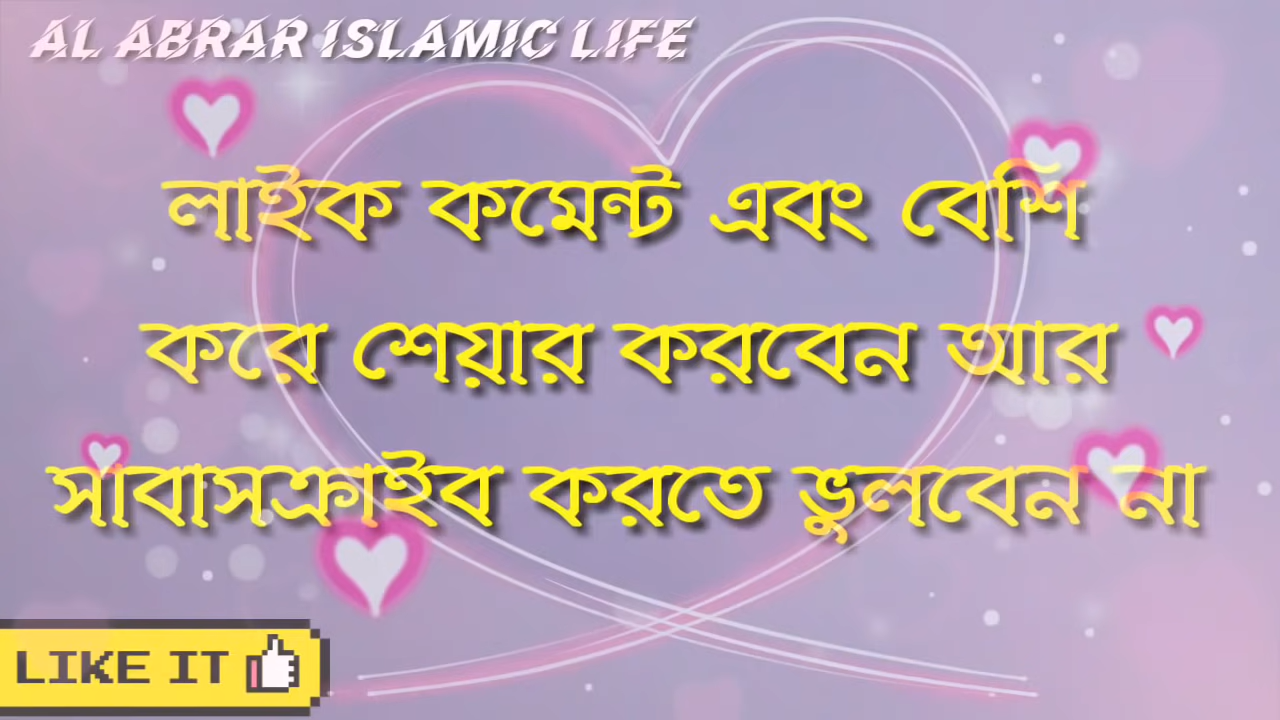 AL ABRAR ISLAMIC LIFE
লাইক কমেন্ট এবং বেশি
করে শেয়ার করবেন আর
সাবাসক্রাইব করতে ভুলবেন না
LIKE IT